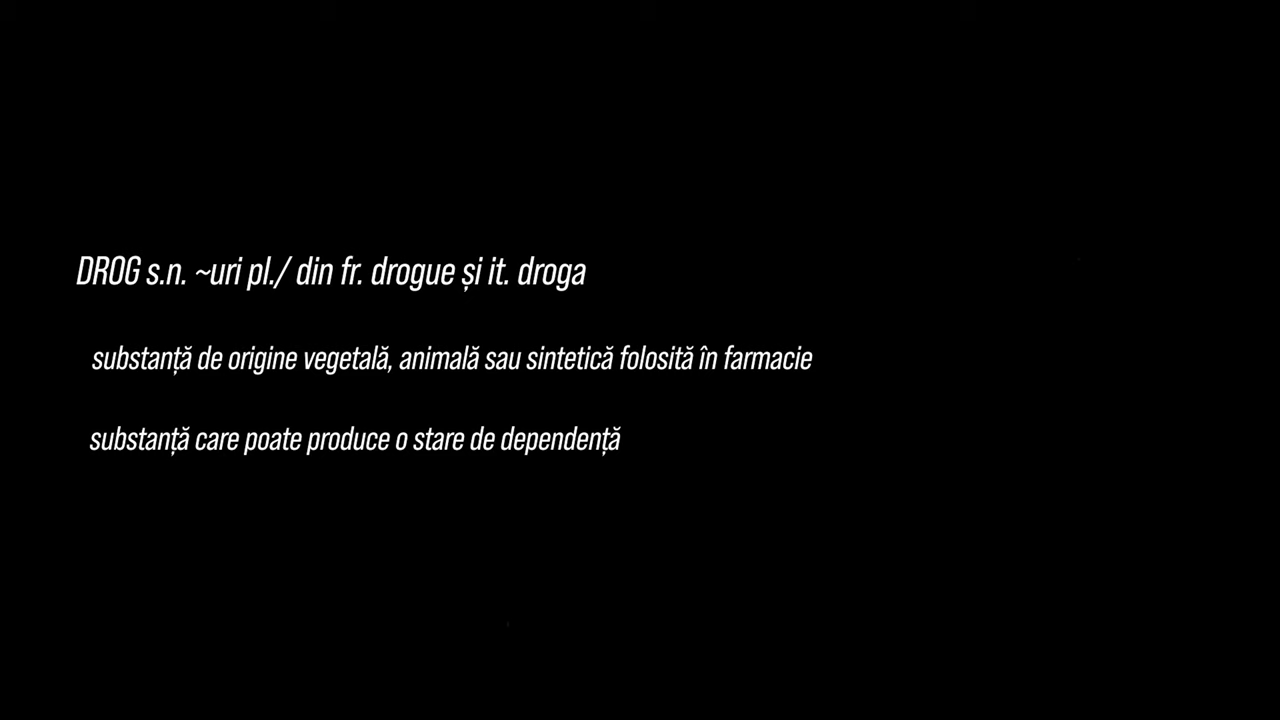 DROG s.n. ~uri pl./ din fr. drogue și it. droga
substanță de origine vegetală, animală sau sintetică folosită în farmacie
substanță care poate produce o stare de dependență